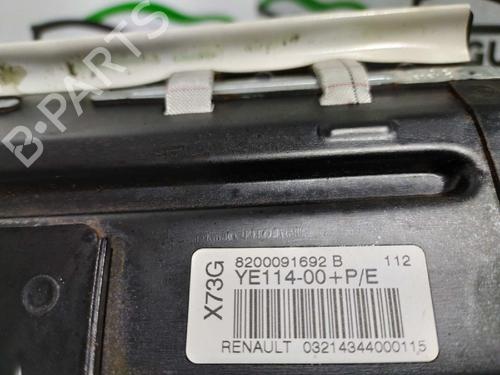 B-PARTS
X73G
8200091692 B 112
YE114-00+P/E
RENAULT 03214344000115